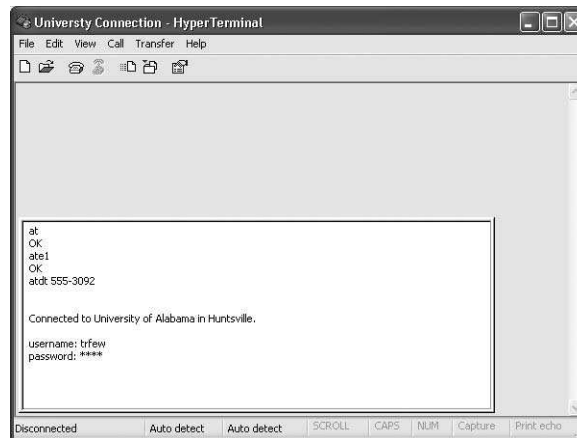 Universty Connection - HyperTerminal
File Edit View Call Transfer Help
at
OK
ate1
OK
atdt 555-3092
Connected to University of Alabama in Huntsville.
username: trfew
password: ****
Disconnected Auto detect Auto detect SCROLL CAPS NUM Capture Print echo